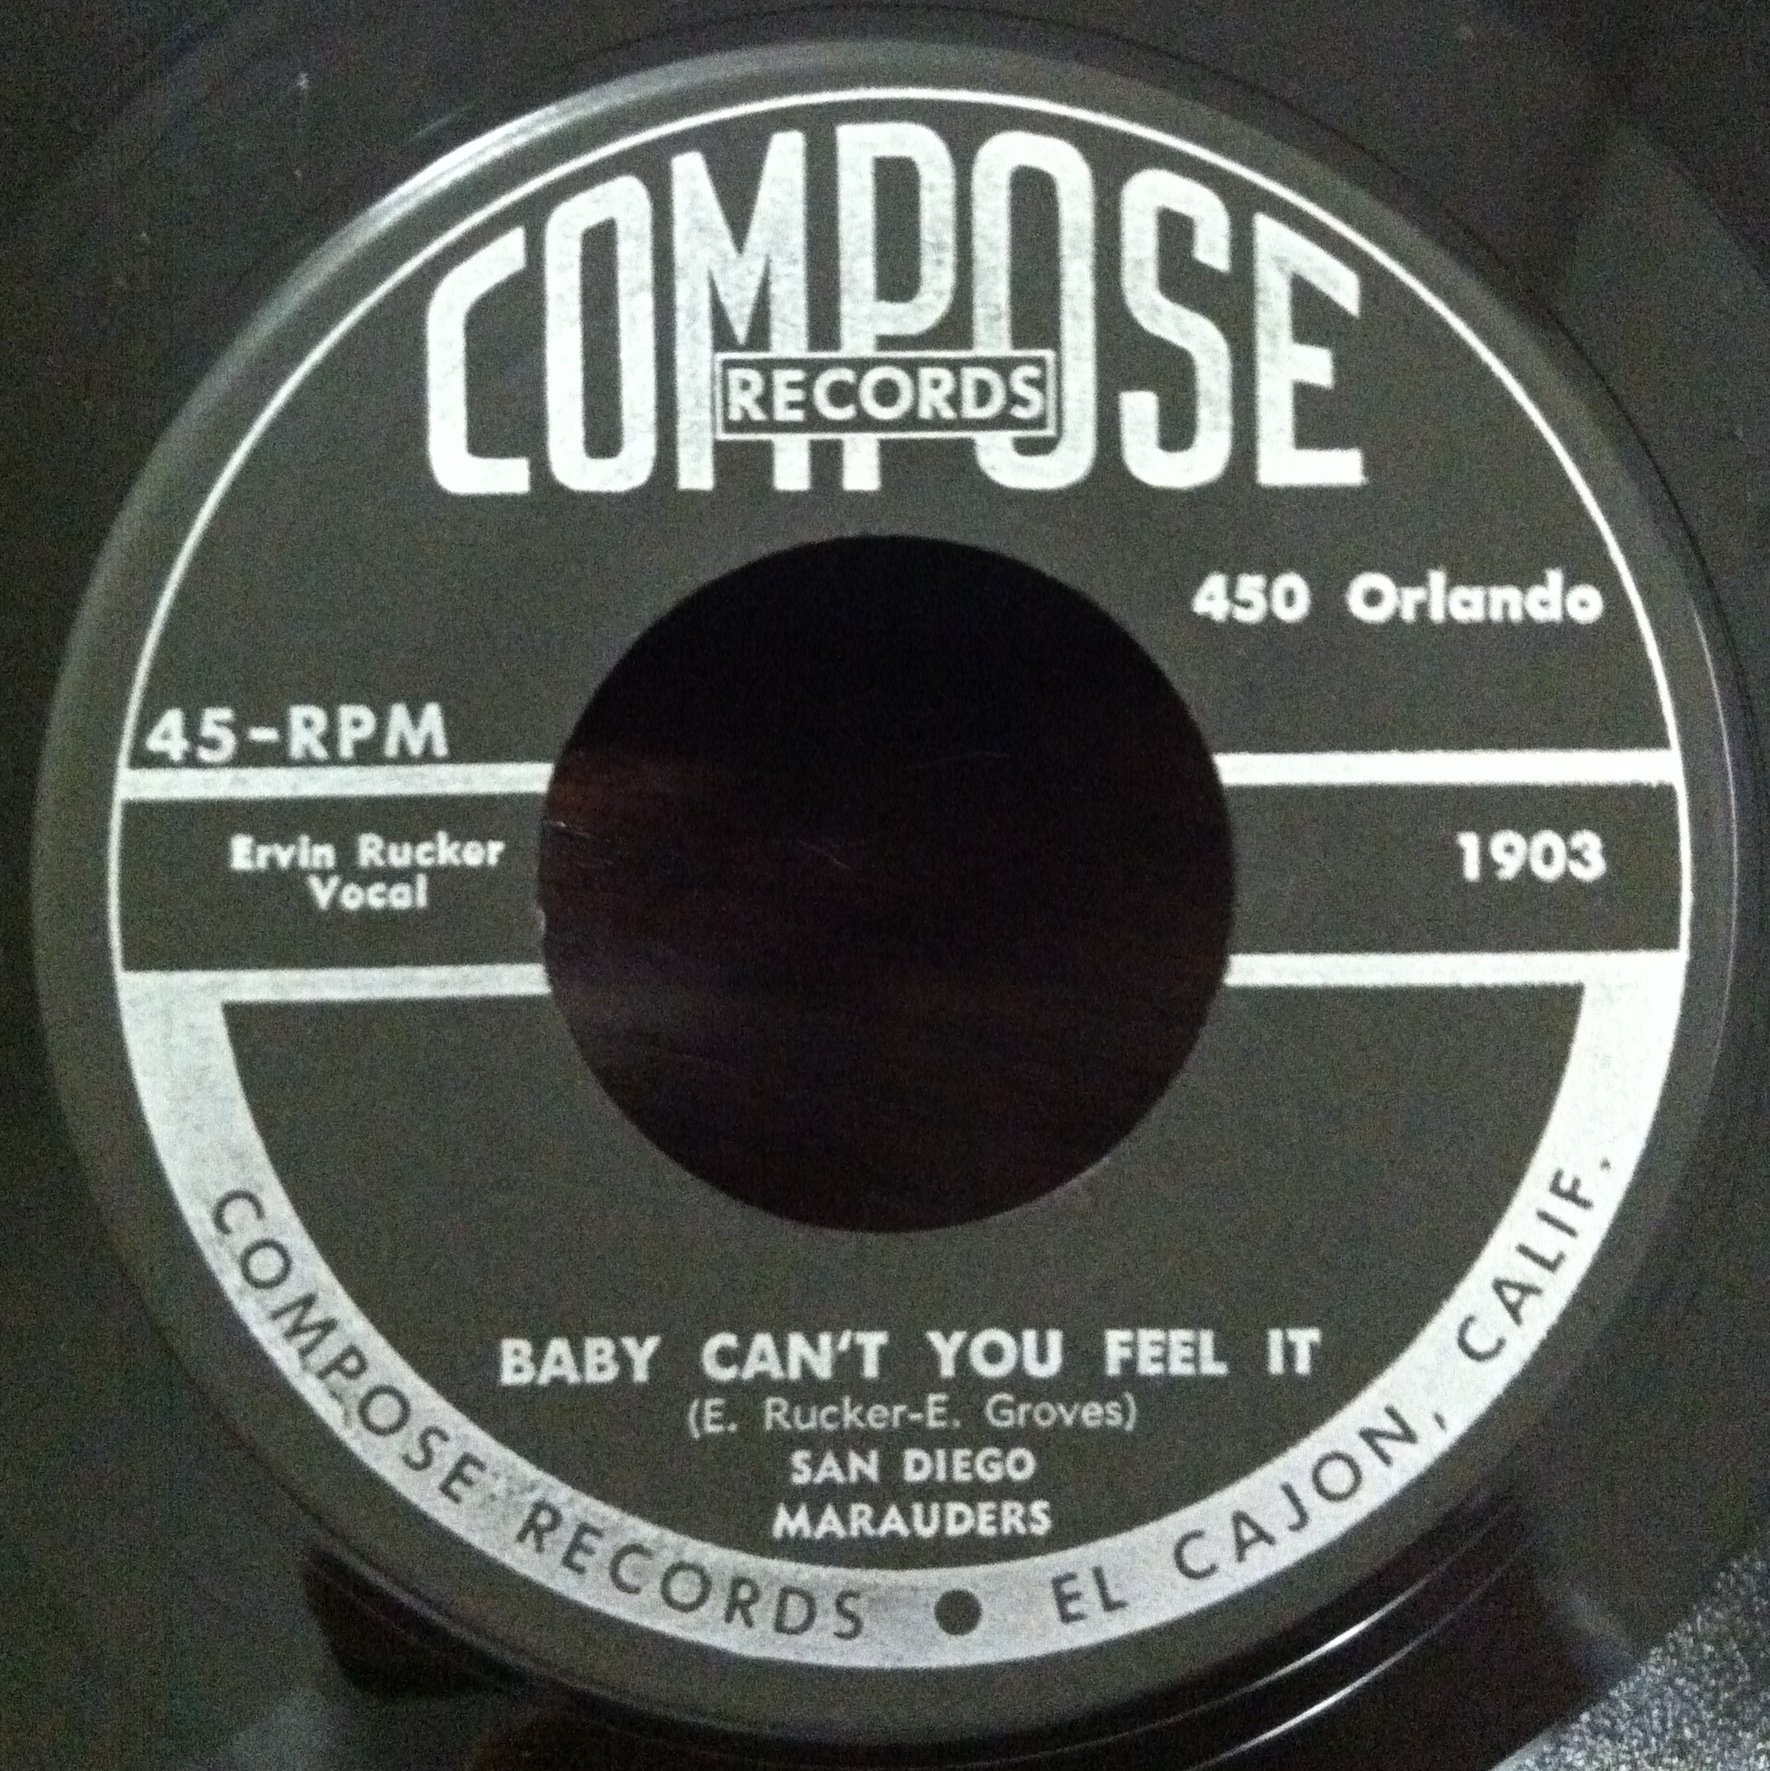 COMPOSE
RECORDS
450 Orlando
45-RPM
Ervin Rucker
Vocal
1903
BABY CAN'T YOU FEEL IT
(E. Rucker-E. Groves)
SAN DIEGO
MARAUDERS
COMPOSE RECORDS • EL CAJON, CALIF.